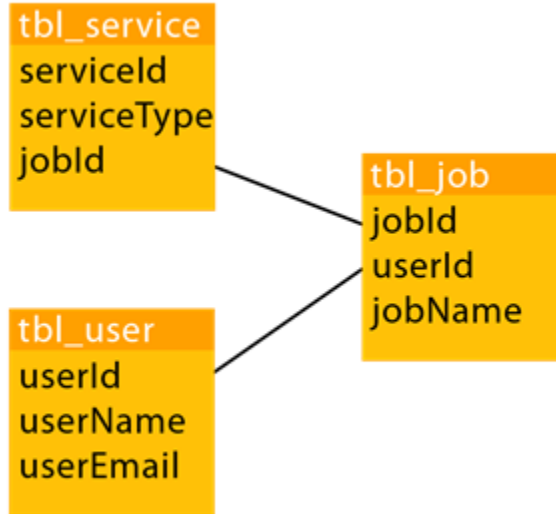 tbl_service
serviceId
serviceType
jobId
tbl_job
jobId
userId
jobName
tbl_user
userId
userName
userEmail